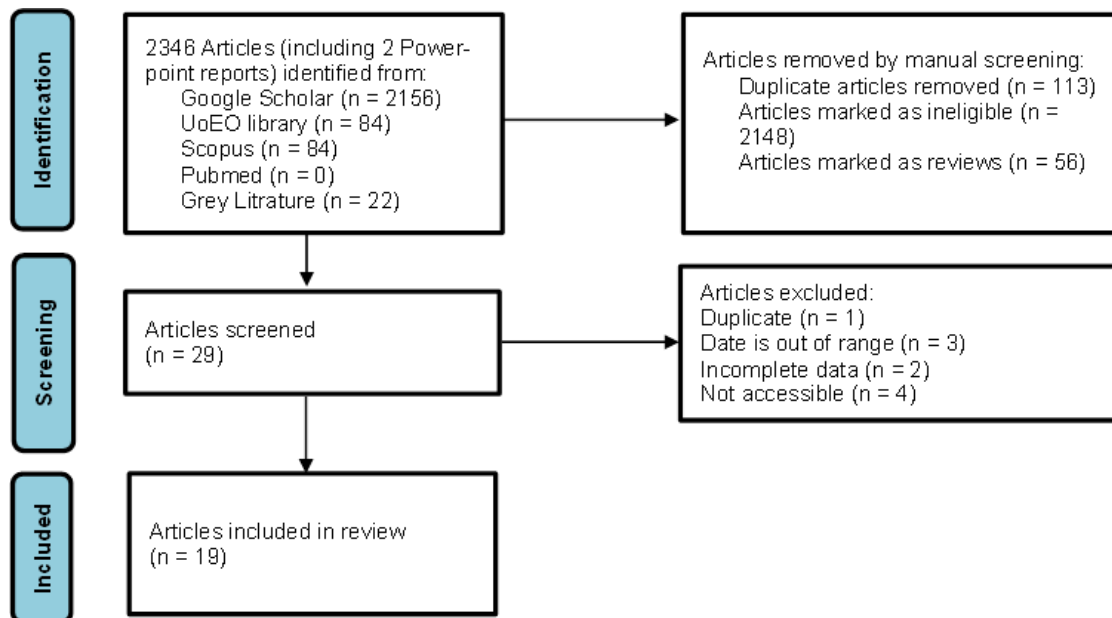 Identification
2346 Articles (including 2 Power-
point reports) identified from:
Google Scholar (n = 2156)
UoEO library (n = 84)
Scopus (n = 84)
Pubmed (n = 0)
Grey Litrature (n = 22)
Articles removed by manual screening:
Duplicate articles removed (n = 113)
Articles marked as ineligible (n =
2148)
Articles marked as reviews (n = 56)
Screening
Articles screened
(n = 29)
Articles excluded:
Duplicate (n = 1)
Date is out of range (n = 3)
Incomplete data (n = 2)
Not accessible (n = 4)
Included
Articles included in review
(n = 19)